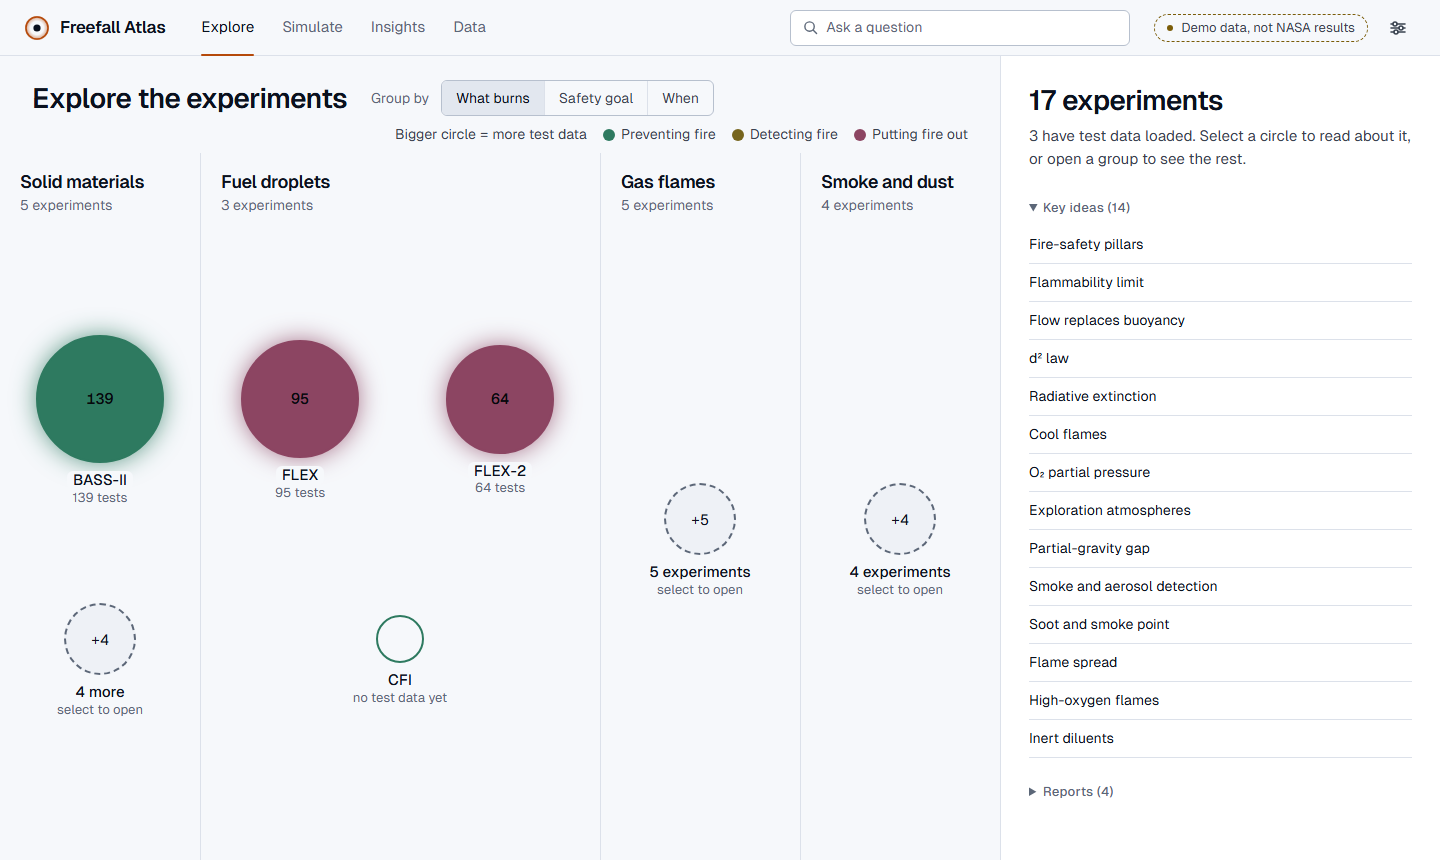 Freefall Atlas
Explore
Simulate
Insights
Data
Ask a question
Demo data, not NASA results
Explore the experiments
Group by
What burns
Safety goal
When
Bigger circle = more test data
Preventing fire
Detecting fire
Putting fire out
Solid materials
5 experiments
139
BASS-II
139 tests
+4
4 more
select to open
Fuel droplets
3 experiments
95
FLEX
95 tests
64
FLEX-2
64 tests
CFI
no test data yet
Gas flames
5 experiments
+5
5 experiments
select to open
Smoke and dust
4 experiments
+4
4 experiments
select to open
17 experiments
3 have test data loaded. Select a circle to read about it,
or open a group to see the rest.
▼ Key ideas (14)
Fire-safety pillars
Flammability limit
Flow replaces buoyancy
d² law
Radiative extinction
Cool flames
O₂ partial pressure
Exploration atmospheres
Partial-gravity gap
Smoke and aerosol detection
Soot and smoke point
Flame spread
High-oxygen flames
Inert diluents
▶ Reports (4)